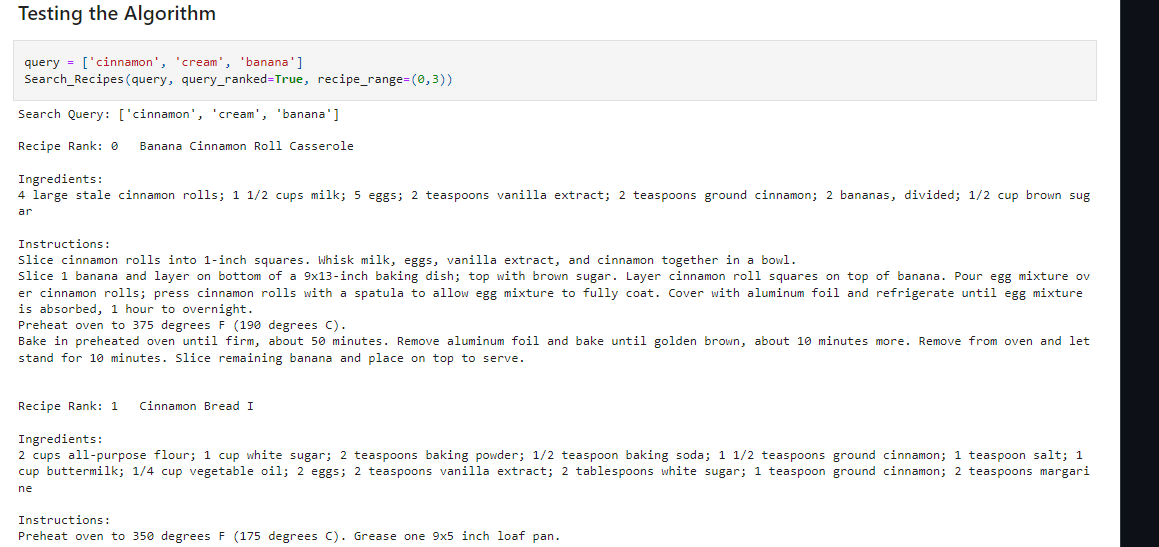 Testing the Algorithm
query = ['cinnamon', 'cream', 'banana']
Search_Recipes(query, query_ranked=True, recipe_range=(0,3))
Search Query: ['cinnamon', 'cream', 'banana']
Recipe Rank: 0   Banana Cinnamon Roll Casserole
Ingredients:
4 large stale cinnamon rolls; 1 1/2 cups milk; 5 eggs; 2 teaspoons vanilla extract; 2 teaspoons ground cinnamon; 2 bananas, divided; 1/2 cup brown sug
ar
Instructions:
Slice cinnamon rolls into 1-inch squares. Whisk milk, eggs, vanilla extract, and cinnamon together in a bowl.
Slice 1 banana and layer on bottom of a 9x13-inch baking dish; top with brown sugar. Layer cinnamon roll squares on top of banana. Pour egg mixture ov
er cinnamon rolls; press cinnamon rolls with a spatula to allow egg mixture to fully coat. Cover with aluminum foil and refrigerate until egg mixture
is absorbed, 1 hour to overnight.
Preheat oven to 375 degrees F (190 degrees C).
Bake in preheated oven until firm, about 50 minutes. Remove aluminum foil and bake until golden brown, about 10 minutes more. Remove from oven and let
stand for 10 minutes. Slice remaining banana and place on top to serve.
Recipe Rank: 1   Cinnamon Bread I
Ingredients:
2 cups all-purpose flour; 1 cup white sugar; 2 teaspoons baking powder; 1/2 teaspoon baking soda; 1 1/2 teaspoons ground cinnamon; 1 teaspoon salt; 1
cup buttermilk; 1/4 cup vegetable oil; 2 eggs; 2 teaspoons vanilla extract; 2 tablespoons white sugar; 1 teaspoon ground cinnamon; 2 teaspoons margari
ne
Instructions:
Preheat oven to 350 degrees F (175 degrees C). Grease one 9x5 inch loaf pan.